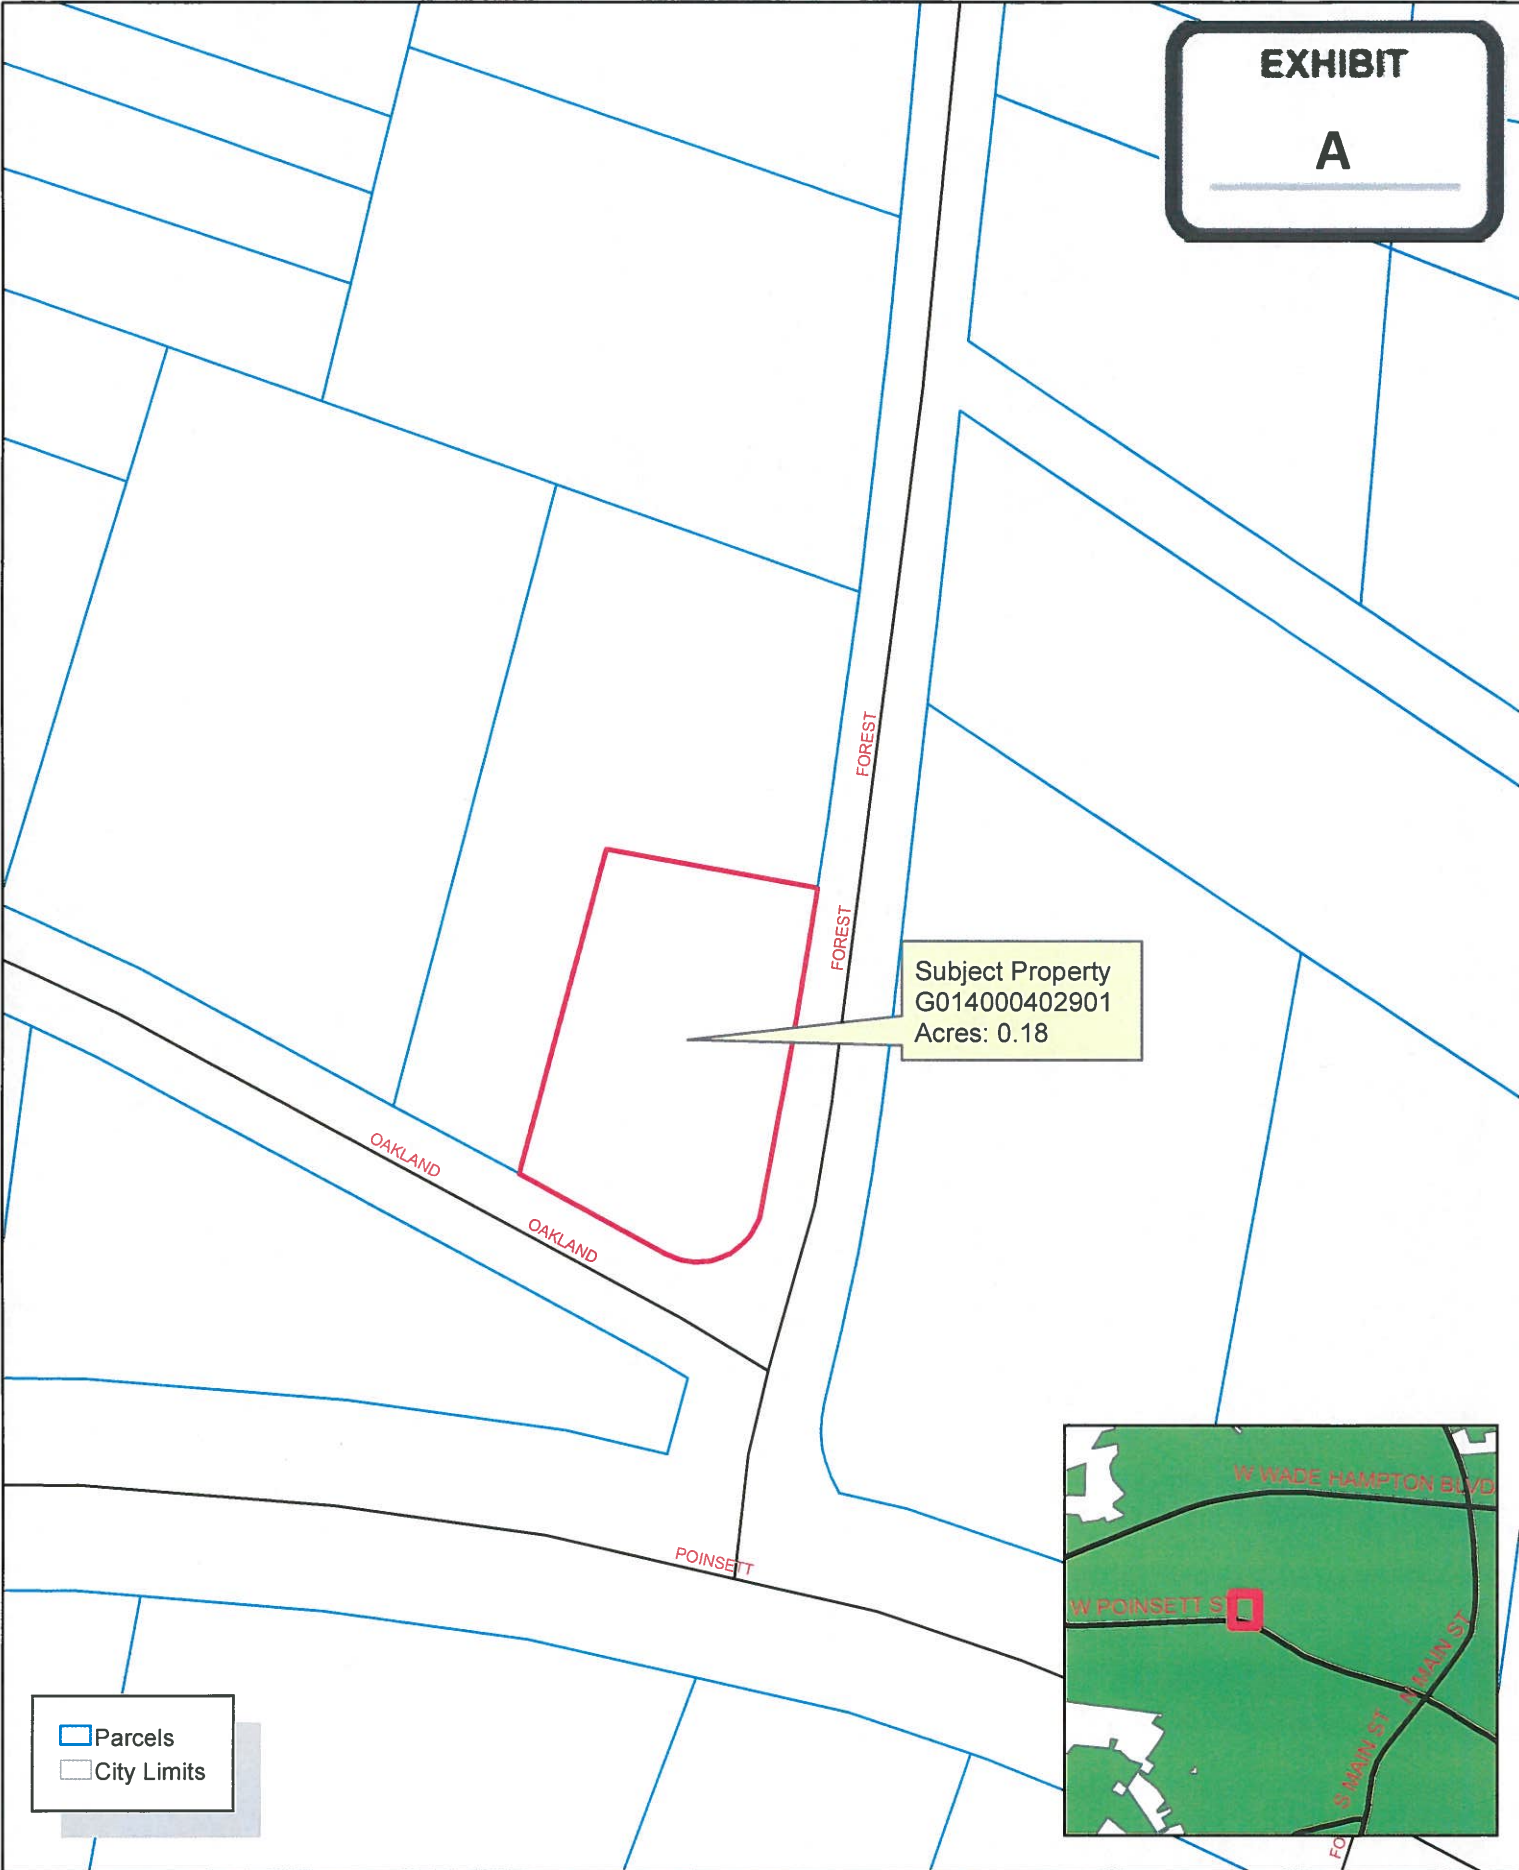 EXHIBIT
A
FOREST
FOREST
Subject Property
G014000402901
Acres: 0.18
OAKLAND
OAKLAND
POINSETT
W WADE HAMPTON BLVD
W POINSETT S
N MAIN ST
S MAIN ST
FO
Parcels
City Limits